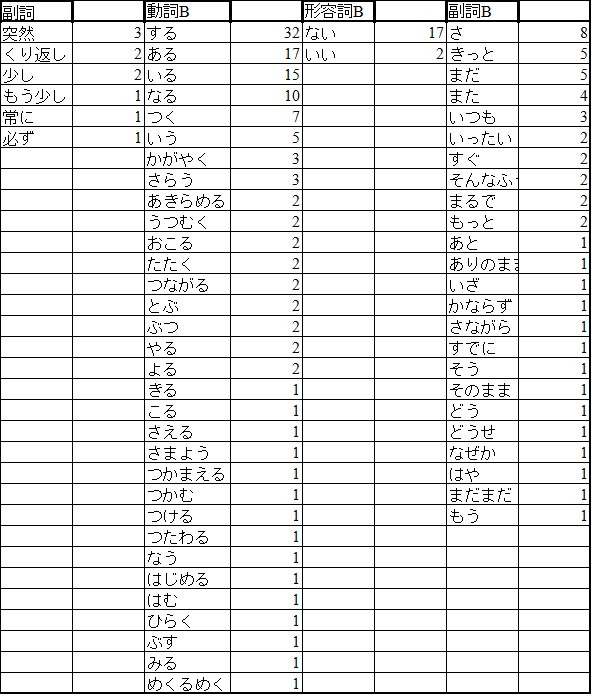 副詞 動詞B 形容詞B 副詞B
突然 3 する 32 ない 17 さ 8
くり返し 2 ある 17 いい 2 きっと 5
少し 2 いる 15 まだ 5
もう少し 1 なる 10 また 4
常に 1 つく 7 いつも 3
必ず 1 いう 5 いったい 2
かがやく 3 すぐ 2
さらう 3 そんなふ 2
あきらめる 2 まるで 2
うつむく 2 もっと 2
おこる 2 あと 1
たたく 2 ありのまま 1
つながる 2 いざ 1
とぶ 2 かならず 1
ぶつ 2 さながら 1
やる 2 すでに 1
よる 2 そう 1
きる 1 そのまま 1
こる 1 どう 1
さえる 1 どうせ 1
さまよう 1 なぜか 1
つかまえる 1 はや 1
つかむ 1 まだまだ 1
つける 1 もう 1
つたわる 1
なう 1
はじめる 1
はむ 1
ひらく 1
ぶす 1
みる 1
めくるめく 1